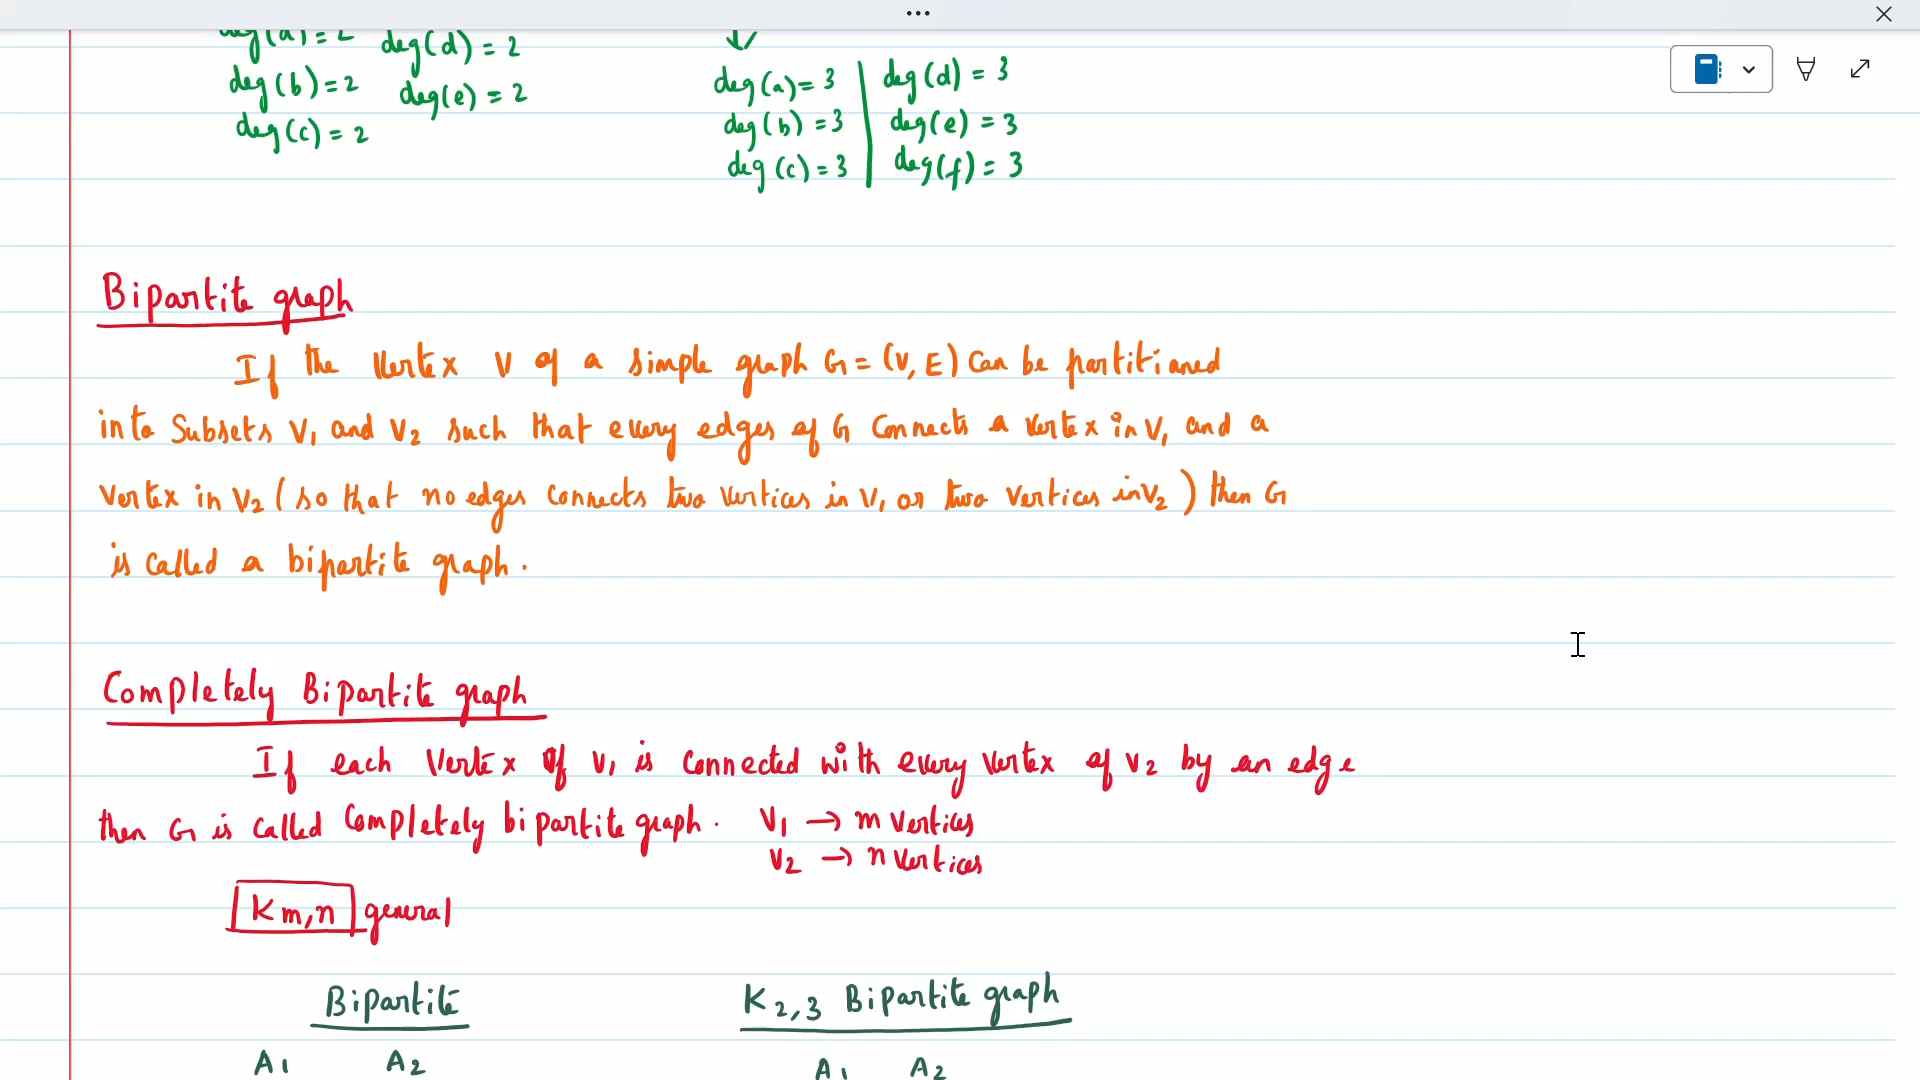 deg(a) = 2 deg(d) = 2
deg(b) = 2 deg(e) = 2
deg(c) = 2
deg(a) = 3 deg(d) = 3
deg(b) = 3 deg(e) = 3
deg(c) = 3 deg(f) = 3
Bipartite graph
If the Vertex V of a simple graph G = (V, E) can be partitioned
into Subsets V1 and V2 such that every edges of G connects a vertex in V1 and a
vertex in V2 (so that no edges connects two vertices in V1 or two vertices in V2) then G
is called a bipartite graph.
Completely Bipartite graph
If each Vertex of V1 is connected with every vertex of V2 by an edge
then G is called Completely bipartite graph. V1 → m vertices
V2 → n vertices
Km,n general
Bipartite K2,3 Bipartite graph
A1 A2 A1 A2